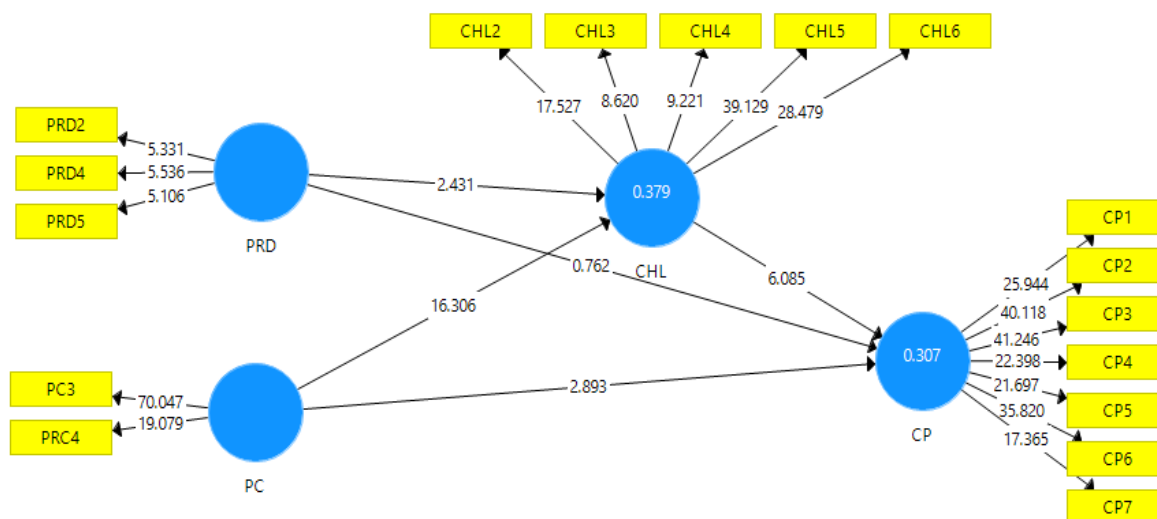 CHL2
CHL3
CHL4
CHL5
CHL6
17.527
8.620
9.221
39.129
28.479
PRD2
PRD4
PRD5
5.331
5.536
5.106
PRD
2.431
0.379
CHL
0.762
6.085
16.306
PC3
PRC4
70.047
19.079
PC
2.893
0.307
CP
25.944
40.118
41.246
22.398
21.697
35.820
17.365
CP1
CP2
CP3
CP4
CP5
CP6
CP7